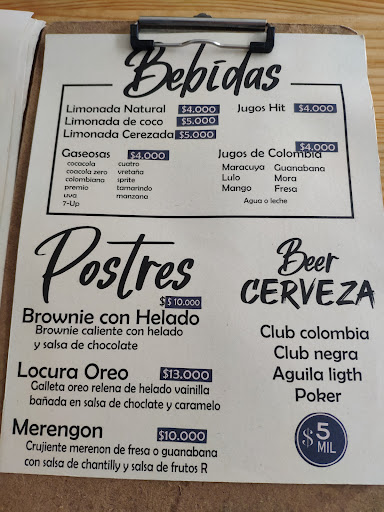 Bebídas
Limonada Natural $4.000 Jugos Hit $4.000
Limonada de coco $5.000
Limonada Cerezada $5.000
Gaseosas $4.000
cocacola cuatro
coacola zero vretaña
colombiana sprite
premio tamarindo
uva manzana
7-Up
$4.000
Jugos de Colombia
Maracuya Guanabana
Lulo Mora
Mango Fresa
Agua o leche
Postres
$ $ 10.000
Brownie con Helado
Brownie caliente con helado
y salsa de chocolate
Locura Oreo $13.000
Galleta oreo relena de helado vainilla
bañada en salsa de choclate y caramelo
Merengon $10.000
Crujiente merenon de fresa o guanabana
con salsa de chantilly y salsa de frutos R
Beer
CERVEZA
Club colombia
Club negra
Aguila ligth
Poker
$ 5
MIL